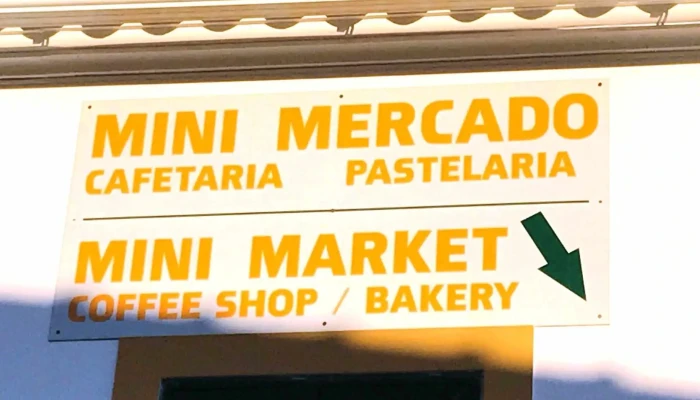 MINI MERCADO
CAFETARIA PASTELARIA
MINI MARKET
COFFEE SHOP / BAKERY